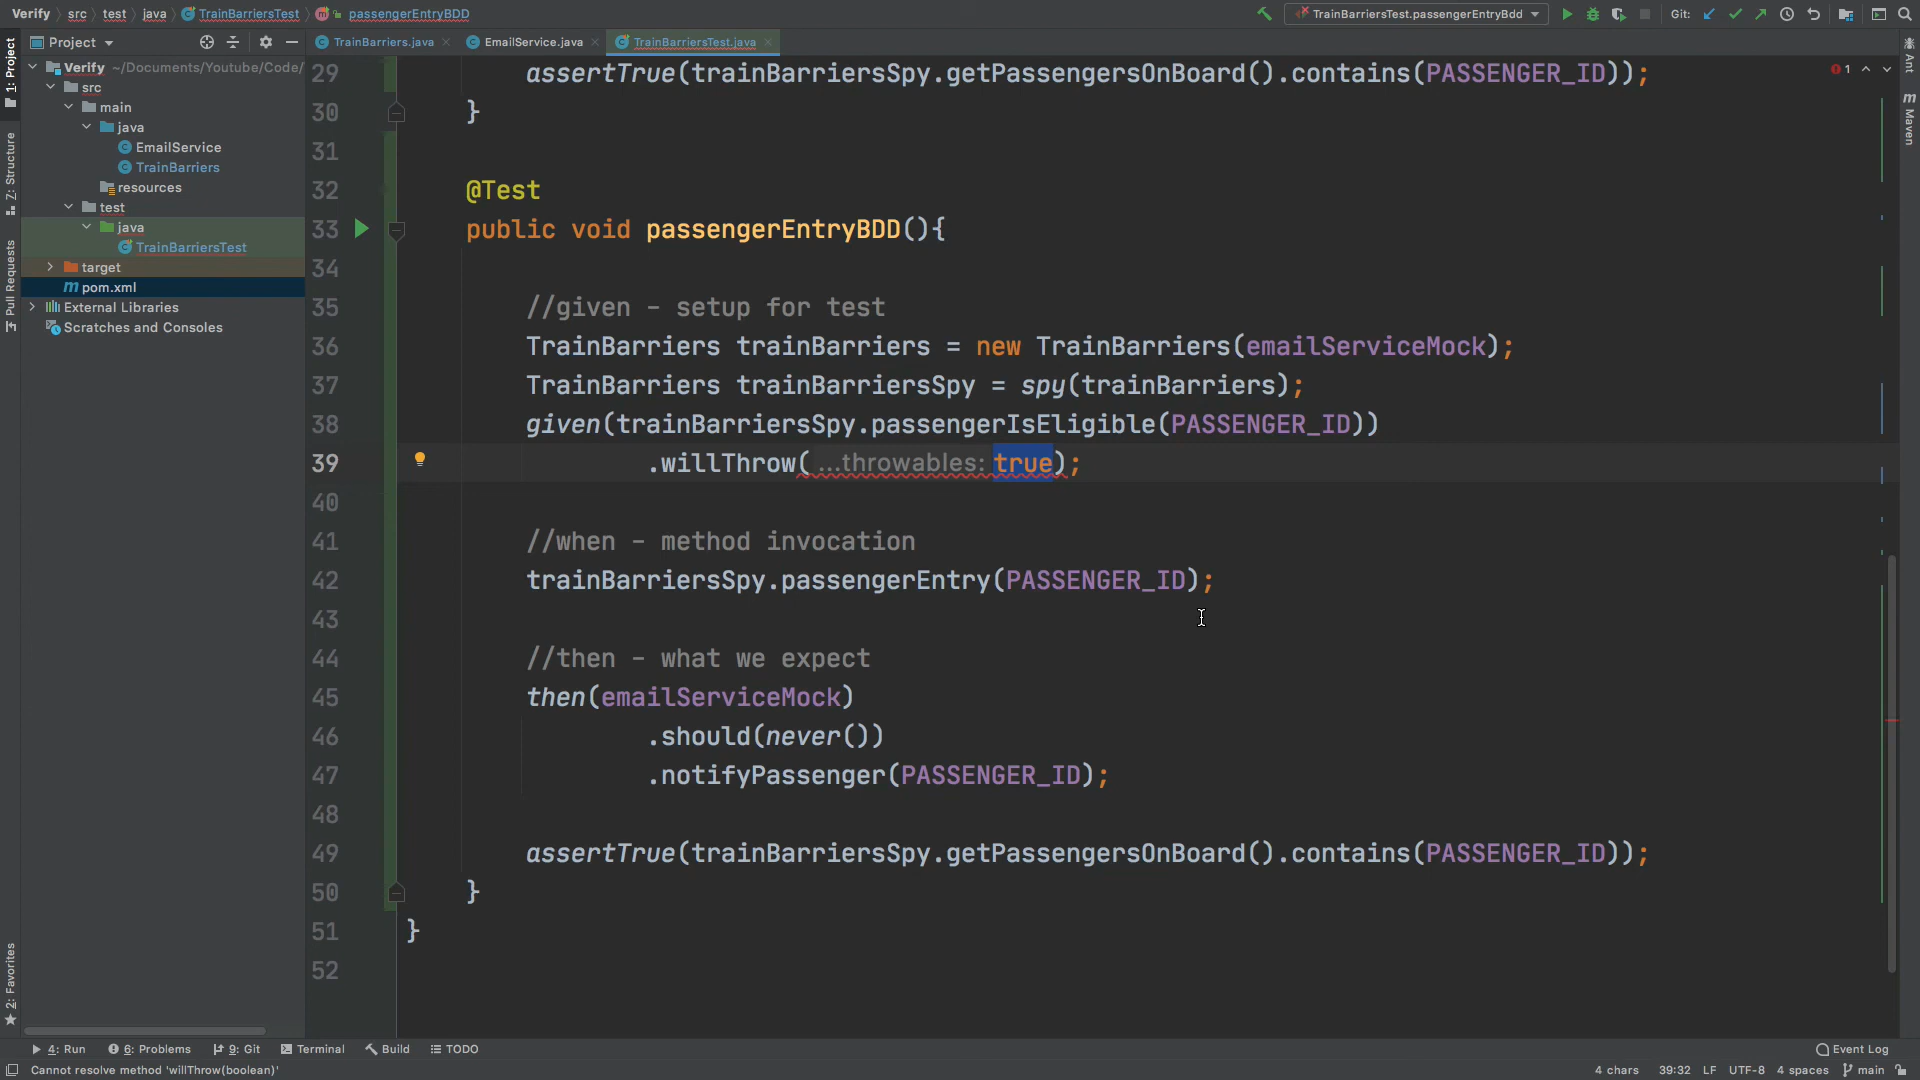 Verify src test java TrainBarriersTest passengerEntryBDD
TrainBarriersTest.passengerEntryBdd Git:
Project
TrainBarriers.java EmailService.java TrainBarriersTest.java
Verify ~/Documents/Youtube/Code/
src
main
java
EmailService
TrainBarriers
resources
test
java
TrainBarriersTest
target
pom.xml
External Libraries
Scratches and Consoles
1: Project
Z: Structure
Pull Requests
2: Favorites
29 assertTrue(trainBarriersSpy.getPassengersOnBoard().contains(PASSENGER_ID));
30 }
31
32 @Test
33 public void passengerEntryBDD(){
34
35 //given - setup for test
36 TrainBarriers trainBarriers = new TrainBarriers(emailServiceMock);
37 TrainBarriers trainBarriersSpy = spy(trainBarriers);
38 given(trainBarriersSpy.passengerIsEligible(PASSENGER_ID))
39 .willThrow( ...throwables: true);
40
41 //when - method invocation
42 trainBarriersSpy.passengerEntry(PASSENGER_ID);
43
44 //then - what we expect
45 then(emailServiceMock)
46 .should(never())
47 .notifyPassenger(PASSENGER_ID);
48
49 assertTrue(trainBarriersSpy.getPassengersOnBoard().contains(PASSENGER_ID));
50 }
51 }
52
1
Ant
Maven
4: Run 6: Problems 9: Git Terminal Build TODO Event Log
Cannot resolve method 'willThrow(boolean)' 4 chars 39:32 LF UTF-8 4 spaces main